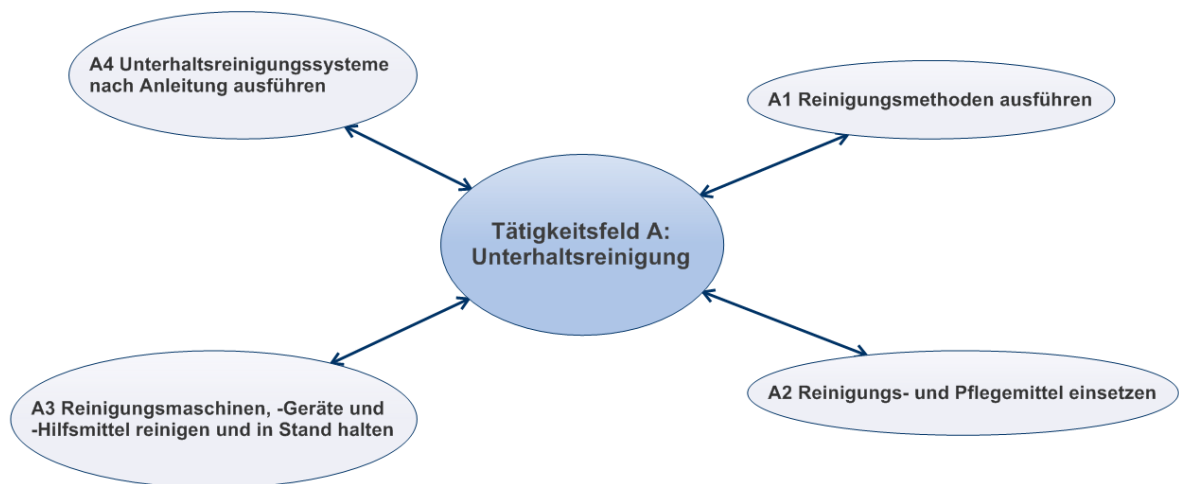 A4 Unterhaltsreinigungssysteme
nach Anleitung ausführen
A1 Reinigungsmethoden ausführen
Tätigkeitsfeld A:
Unterhaltsreinigung
A3 Reinigungsmaschinen, -Geräte und
-Hilfsmittel reinigen und in Stand halten
A2 Reinigungs- und Pflegemittel einsetzen